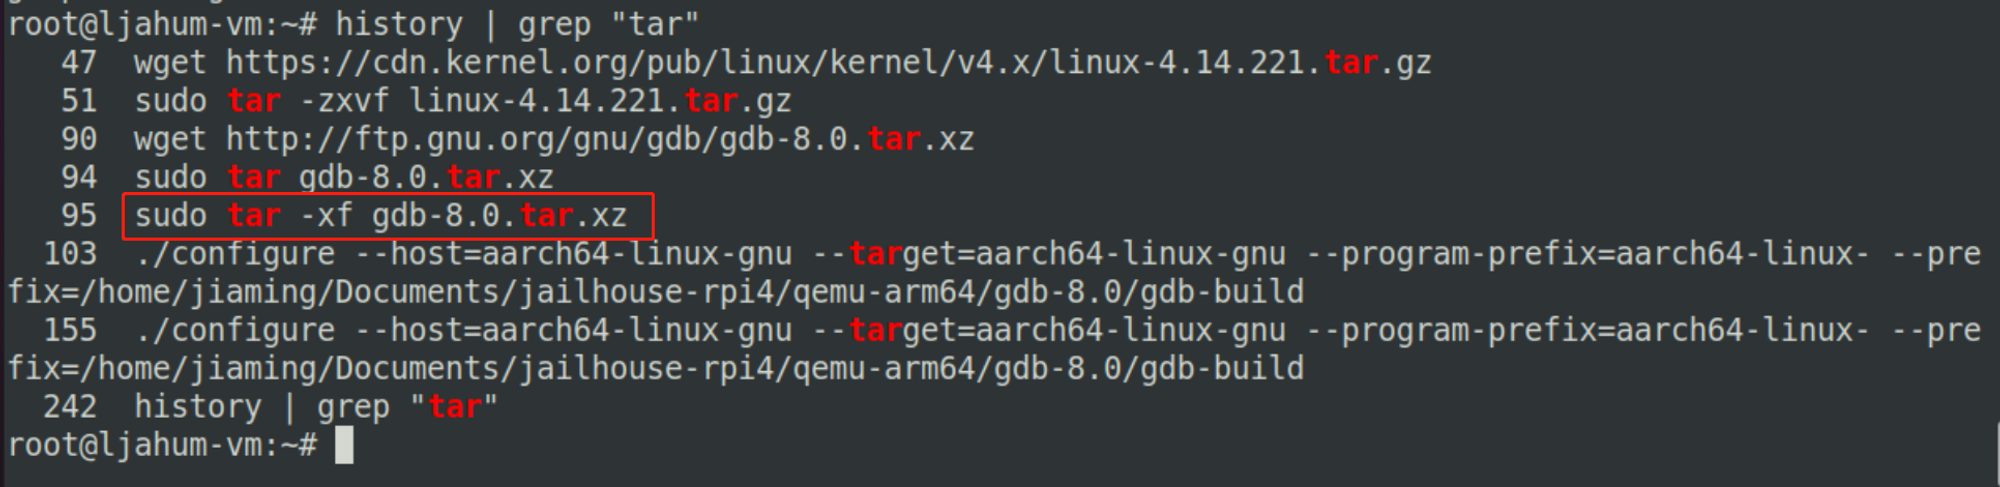 root@ljahum-vm:~# history | grep "tar"
47 wget https://cdn.kernel.org/pub/linux/kernel/v4.x/linux-4.14.221.tar.gz
51 sudo tar -zxvf linux-4.14.221.tar.gz
90 wget http://ftp.gnu.org/gnu/gdb/gdb-8.0.tar.xz
94 sudo tar gdb-8.0.tar.xz
95 sudo tar -xf gdb-8.0.tar.xz
103 ./configure --host=aarch64-linux-gnu --target=aarch64-linux-gnu --program-prefix=aarch64-linux- --pre
fix=/home/jiaming/Documents/jailhouse-rpi4/qemu-arm64/gdb-8.0/gdb-build
155 ./configure --host=aarch64-linux-gnu --target=aarch64-linux-gnu --program-prefix=aarch64-linux- --pre
fix=/home/jiaming/Documents/jailhouse-rpi4/qemu-arm64/gdb-8.0/gdb-build
242 history | grep "tar"
root@ljahum-vm:~#